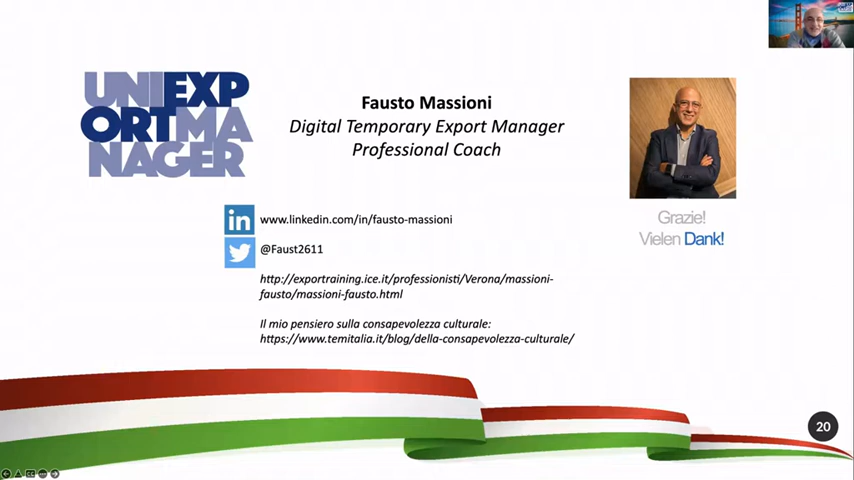 UNIEXP
ORTMA
NAGER
Fausto Massioni
Digital Temporary Export Manager
Professional Coach
www.linkedin.com/in/fausto-massioni
@Faust2611
http://exportraining.ice.it/professionisti/Verona/massioni-
fausto/massioni-fausto.html
Il mio pensiero sulla consapevolezza culturale:
https://www.temitalia.it/blog/della-consapevolezza-culturale/
Grazie!
Vielen Dank!
in
20